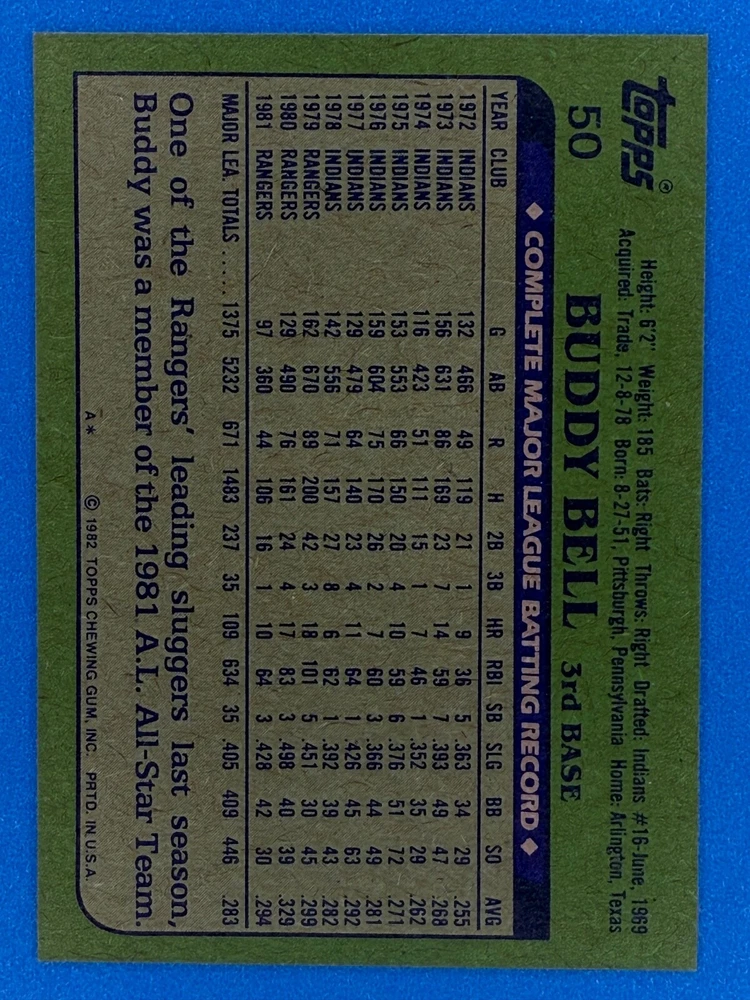 Topps®
Height: 6'2" Weight: 185 Bats: Right Throws: Right Drafted: Indians #16-June, 1969
Acquired: Trade, 12-8-78 Born: 8-27-51, Pittsburgh, Pennsylvania Home: Arlington, Texas
50 BUDDY BELL 3rd BASE
◆ COMPLETE MAJOR LEAGUE BATTING RECORD ◆
YEAR CLUB G AB R H 2B 3B HR RBI SB SLG BB SO AVG
1972 INDIANS 132 466 49 119 21 1 9 36 5 .363 34 29 .255
1973 INDIANS 156 631 86 169 23 7 14 59 7 .393 49 47 .268
1974 INDIANS 116 423 51 111 15 1 7 46 1 .352 35 29 .262
1975 INDIANS 153 553 66 150 20 4 10 59 6 .376 51 72 .271
1976 INDIANS 159 604 75 170 26 2 7 60 3 .366 44 49 .281
1977 INDIANS 129 479 64 140 23 4 11 64 1 .426 45 63 .292
1978 INDIANS 142 556 71 157 27 8 6 62 1 .392 39 43 .282
1979 RANGERS 162 670 89 200 42 3 18 101 5 .451 30 45 .299
1980 RANGERS 129 490 76 161 24 4 17 83 3 .498 40 39 .329
1981 RANGERS 97 360 44 106 16 1 10 64 3 .428 42 30 .294
MAJOR LEA. TOTALS ..... 1375 5232 671 1483 237 35 109 634 35 .405 409 446 .283
One of the Rangers' leading sluggers last season,
Buddy was a member of the 1981 A.L. All-Star Team.
A* © 1982 TOPPS CHEWING GUM, INC. PRTD. IN U.S.A.